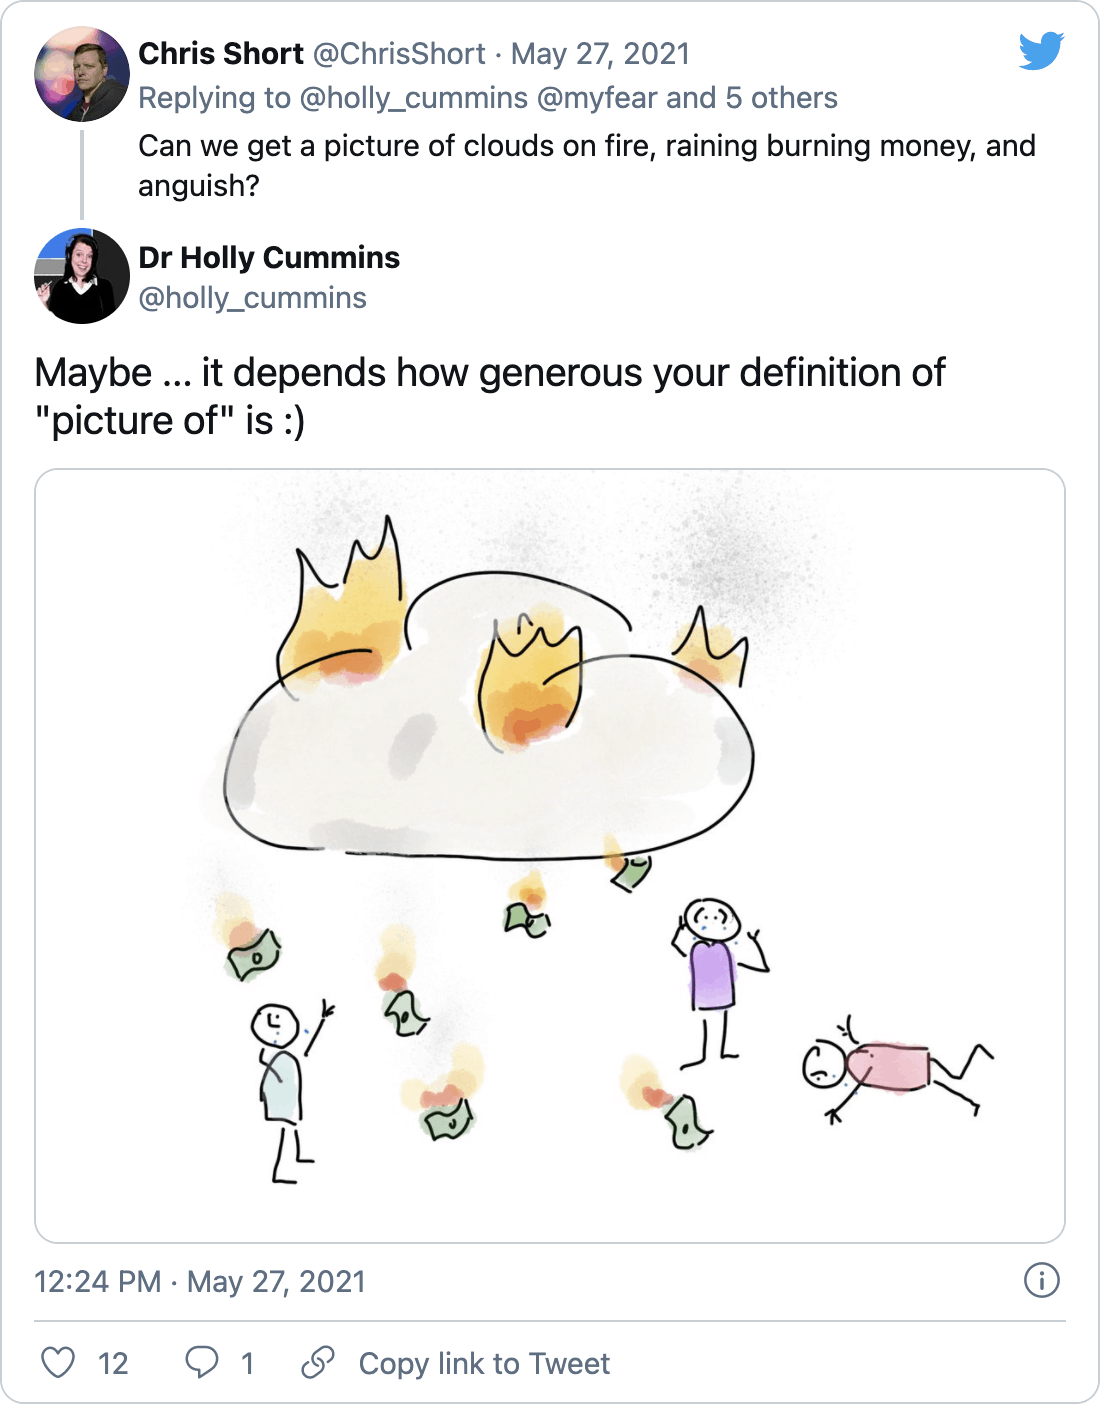 Chris Short @ChrisShort · May 27, 2021
Replying to @holly_cummins @myfear and 5 others
Can we get a picture of clouds on fire, raining burning money, and
anguish?
Dr Holly Cummins
@holly_cummins
Maybe ... it depends how generous your definition of
"picture of" is :)
12:24 PM · May 27, 2021
12
1
Copy link to Tweet